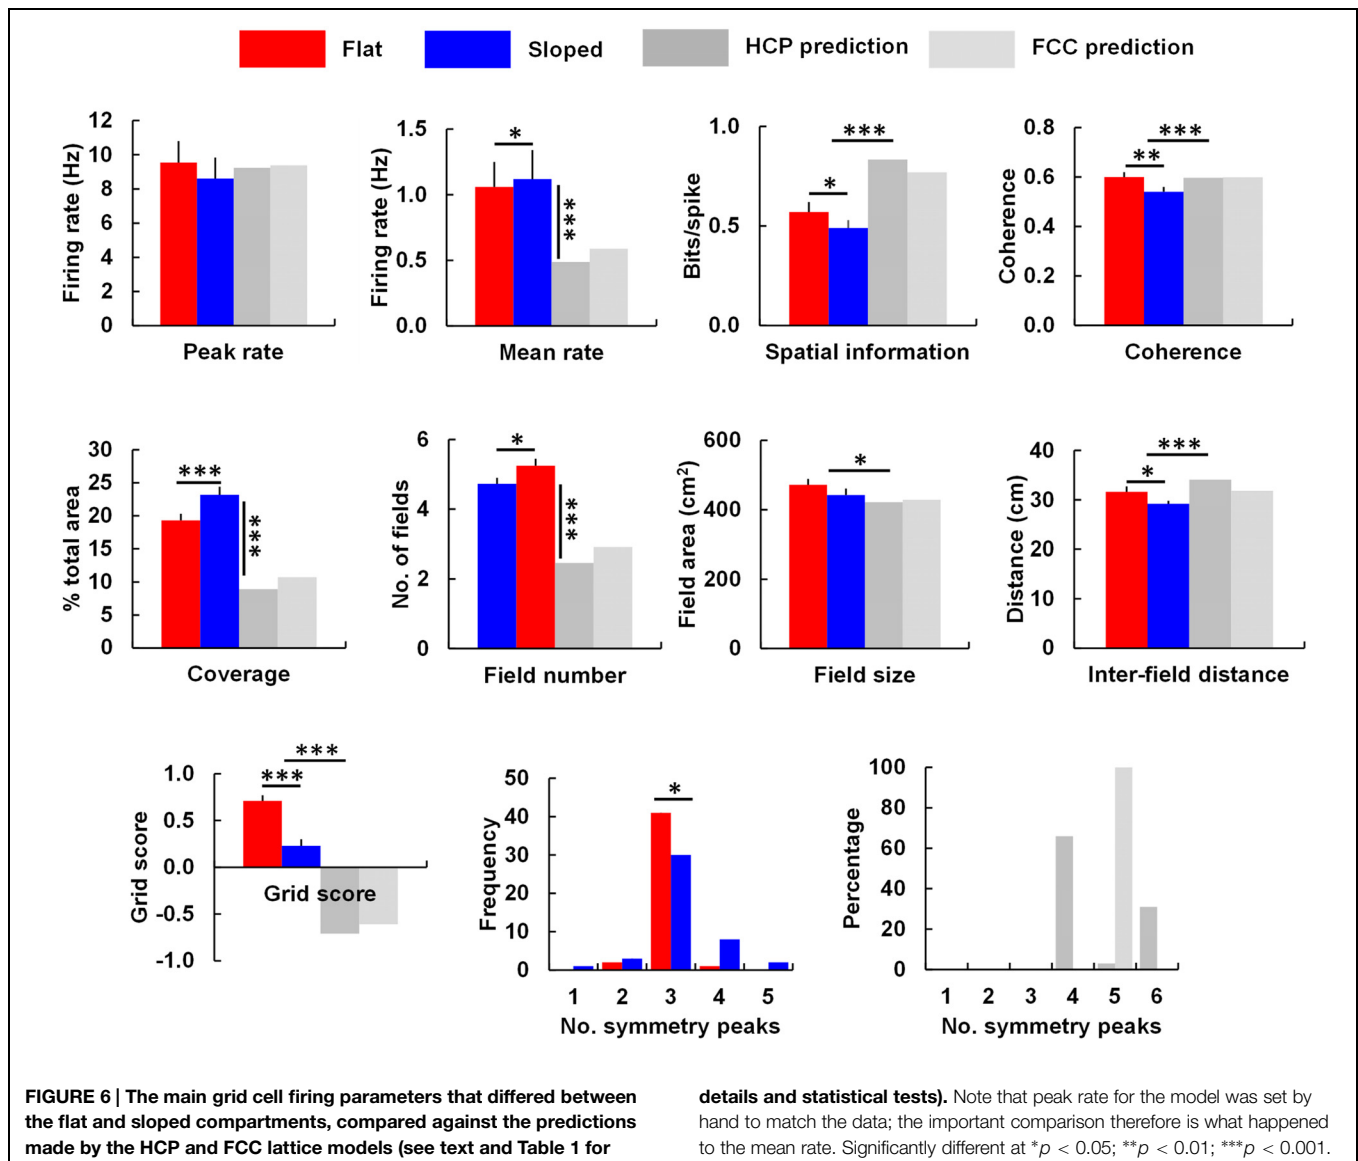 Flat Sloped HCP prediction FCC prediction
12
10
8
6
4
2
0
Firing rate (Hz)
Peak rate
1.5
1.0
0.5
0.0
Firing rate (Hz)
*
***
Mean rate
1.0
0.5
0.0
Bits/spike
***
*
Spatial information
0.8
0.6
0.4
0.2
0.0
Coherence
***
**
Coherence
30
25
20
15
10
5
0
% total area
***
***
Coverage
6
4
2
0
No. of fields
*
***
Field number
600
400
200
0
Field area (cm²)
*
Field size
40
30
20
10
0
Distance (cm)
***
*
Inter-field distance
1.0
0.5
0.0
-0.5
-1.0
Grid score
***
***
Grid score
50
40
30
20
10
0
Frequency
*
1 2 3 4 5
No. symmetry peaks
100
80
60
40
20
0
Percentage
1 2 3 4 5 6
No. symmetry peaks
FIGURE 6 | The main grid cell firing parameters that differed between
the flat and sloped compartments, compared against the predictions
made by the HCP and FCC lattice models (see text and Table 1 for
details and statistical tests). Note that peak rate for the model was set by
hand to match the data; the important comparison therefore is what happened
to the mean rate. Significantly different at *p < 0.05; **p < 0.01; ***p < 0.001.